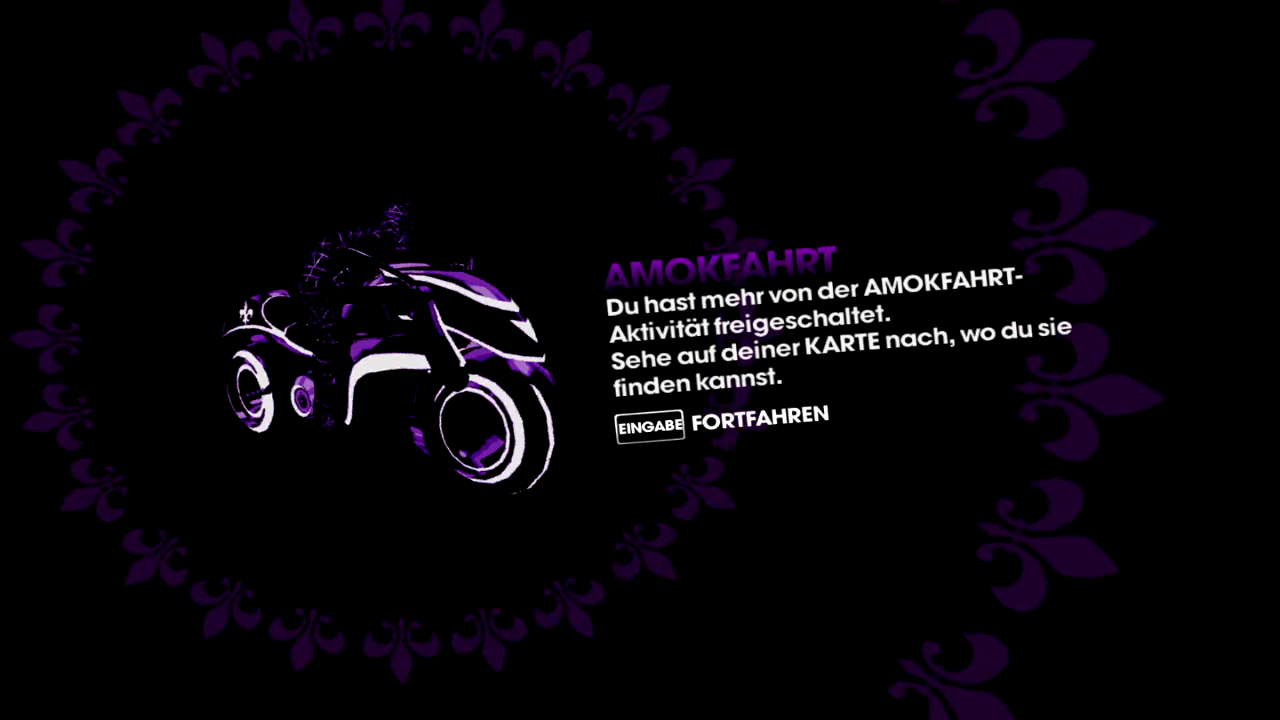 AMOKFAHRT
Du hast mehr von der AMOKFAHRT-
Aktivität freigeschaltet.
Sehe auf deiner KARTE nach, wo du sie
finden kannst.
EINGABE FORTFAHREN